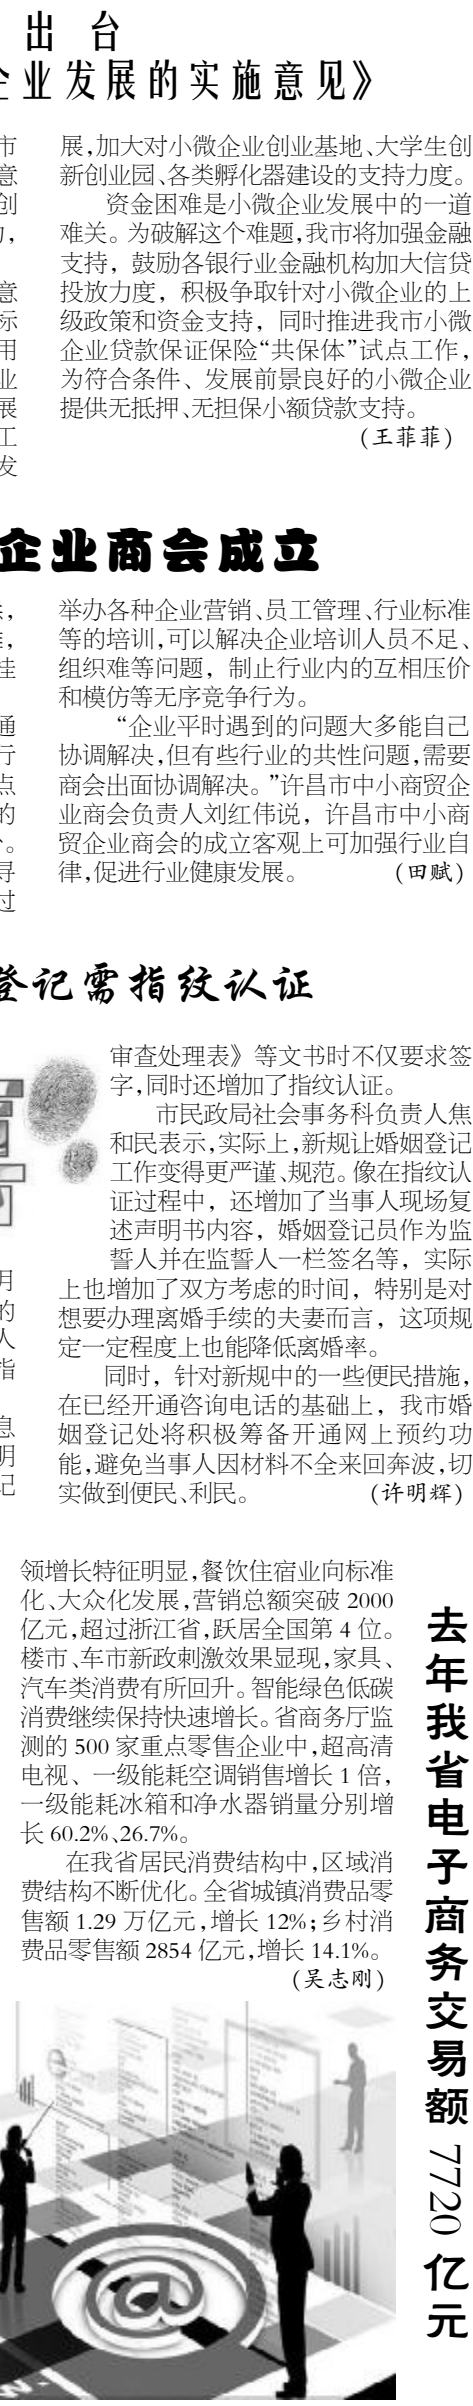 出台
企业发展的实施意见》
市
意
创
意
标
用
业
展
工
发
展,加大对小微企业创业基地、大学生创
新创业园、各类孵化器建设的支持力度。
资金困难是小微企业发展中的一道
难关。为破解这个难题,我市将加强金融
支持，鼓励各银行业金融机构加大信贷
投放力度，积极争取针对小微企业的上
级政策和资金支持，同时推进我市小微
企业贷款保证保险“共保体”试点工作，
为符合条件、发展前景良好的小微企业
提供无抵押、无担保小额贷款支持。
(王菲菲)
企业商会成立
通
行
点
的
寻
过
举办各种企业营销、员工管理、行业标准
等的培训,可以解决企业培训人员不足、
组织难等问题，制止行业内的互相压价
和模仿等无序竞争行为。
“企业平时遇到的问题大多能自己
协调解决,但有些行业的共性问题,需要
商会出面协调解决。”许昌市中小商贸企
业商会负责人刘红伟说，许昌市中小商
贸企业商会的成立客观上可加强行业自
律,促进行业健康发展。 (田赋)
登记需指纹认证
月
的
人
指
息
明
记
审查处理表》等文书时不仅要求签
字,同时还增加了指纹认证。
市民政局社会事务科负责人焦
和民表示,实际上,新规让婚姻登记
工作变得更严谨、规范。像在指纹认
证过程中，还增加了当事人现场复
述声明书内容，婚姻登记员作为监
誓人并在监誓人一栏签名等，实际
上也增加了双方考虑的时间，特别是对
想要办理离婚手续的夫妻而言，这项规
定一定程度上也能降低离婚率。
同时，针对新规中的一些便民措施，
在已经开通咨询电话的基础上，我市婚
姻登记处将积极筹备开通网上预约功
能,避免当事人因材料不全来回奔波,切
实做到便民、利民。 (许明辉)
去年我省电子商务交易额7720亿元
领增长特征明显,餐饮住宿业向标准
化、大众化发展,营销总额突破 2000
亿元,超过浙江省,跃居全国第 4 位。
楼市、车市新政刺激效果显现,家具、
汽车类消费有所回升。智能绿色低碳
消费继续保持快速增长。省商务厅监
测的 500 家重点零售企业中,超高清
电视、一级能耗空调销售增长 1 倍，
一级能耗冰箱和净水器销量分别增
长 60.2%、26.7%。
在我省居民消费结构中,区域消
费结构不断优化。全省城镇消费品零
售额 1.29 万亿元,增长 12%;乡村消
费品零售额 2854 亿元,增长 14.1%。
(吴志刚)
@